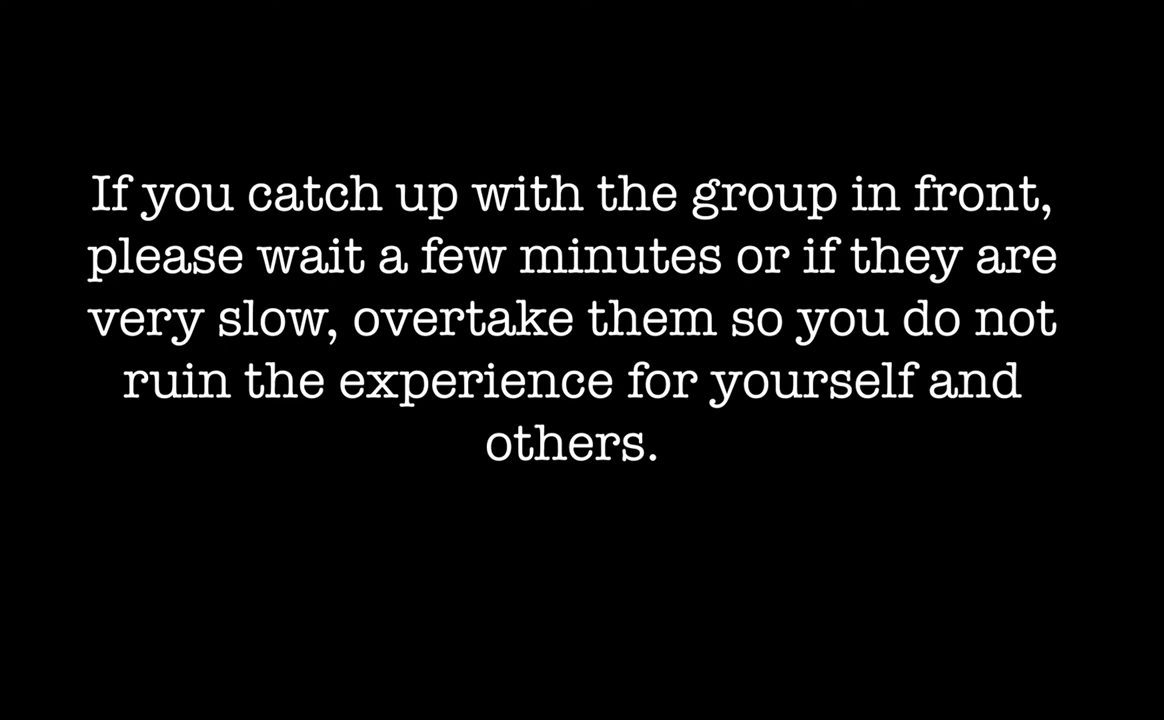 If you catch up with the group in front,
please wait a few minutes or if they are
very slow, overtake them so you do not
ruin the experience for yourself and
others.